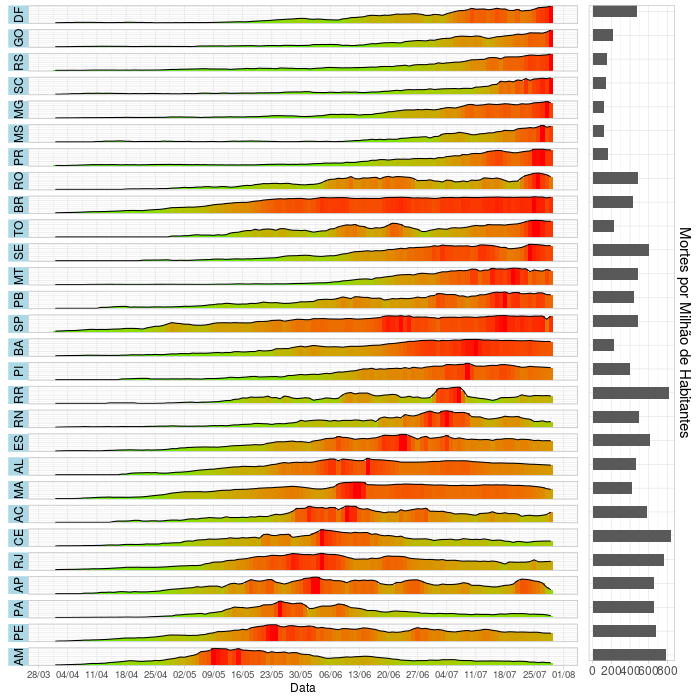 DF
GO
RS
SC
MG
MS
PR
RO
BR
TO
SE
MT
PB
SP
BA
PI
RR
RN
ES
AL
MA
AC
CE
RJ
AP
PA
PE
AM
28/03 04/04 11/04 18/04 25/04 02/05 09/05 16/05 23/05 30/05 06/06 13/06 20/06 27/06 04/07 11/07 18/07 25/07 01/08
Data
0 200 400 600 800
Mortes por Milhão de Habitantes